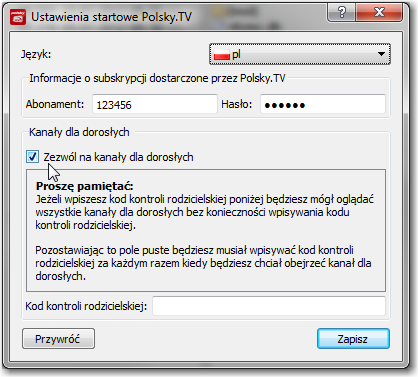 Ustawienia startowe Polsky.TV
Język:
pl
Informacje o subskrypcji dostarczone przez Polsky.TV
Abonament: 123456 Hasło: ●●●●●●
Kanały dla dorosłych
Zezwól na kanały dla dorosłych
Proszę pamiętać:
Jeżeli wpiszesz kod kontroli rodzicielskiej poniżej będziesz mógł oglądać
wszystkie kanały dla dorosłych bez konieczności wpisywania kodu
kontroli rodzicielskiej.
Pozostawiając to pole puste będziesz musiał wpisywać kod kontroli
rodzicielskiej za każdym razem kiedy będziesz chciał obejrzeć kanał dla
dorosłych.
Kod kontroli rodzicielskiej:
Przywróć Zapisz